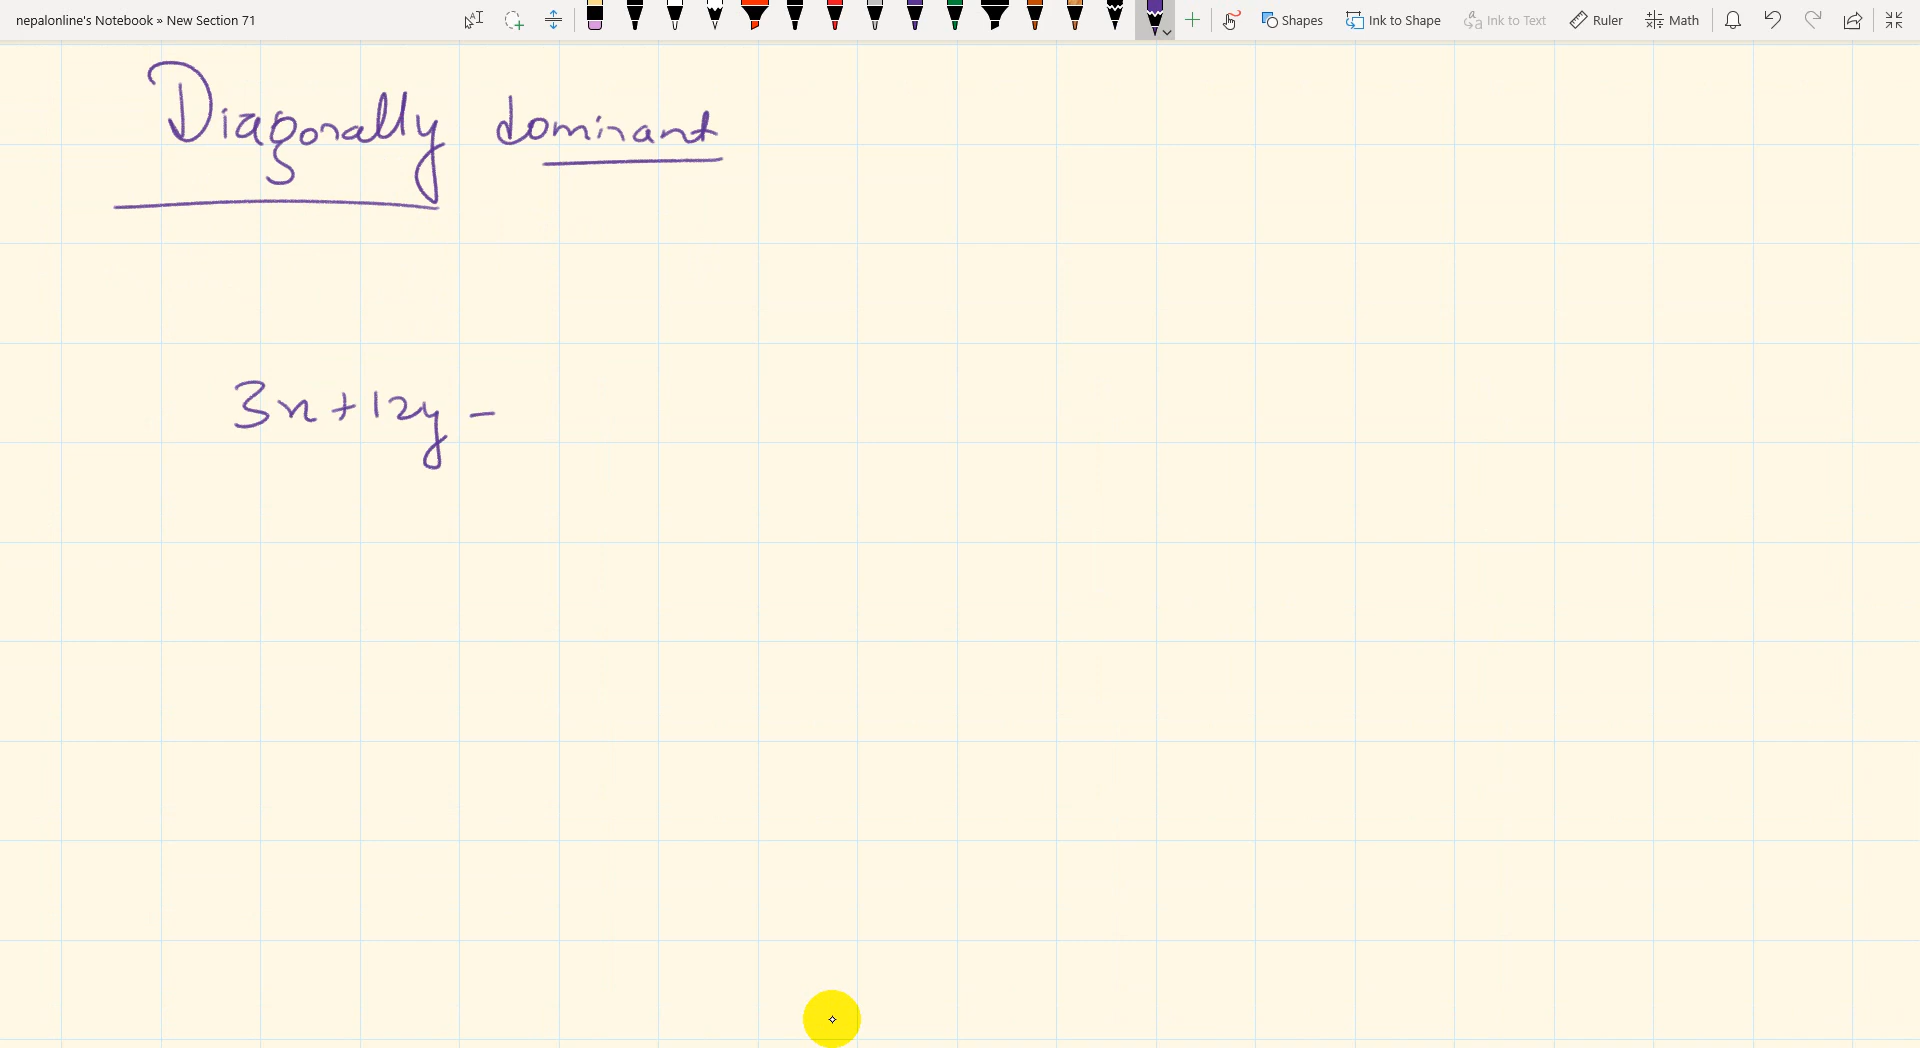 nepalonline's Notebook » New Section 71
Shapes
Ink to Shape
Ink to Text
Ruler
Math
Diagonally dominant
3x + 12y -